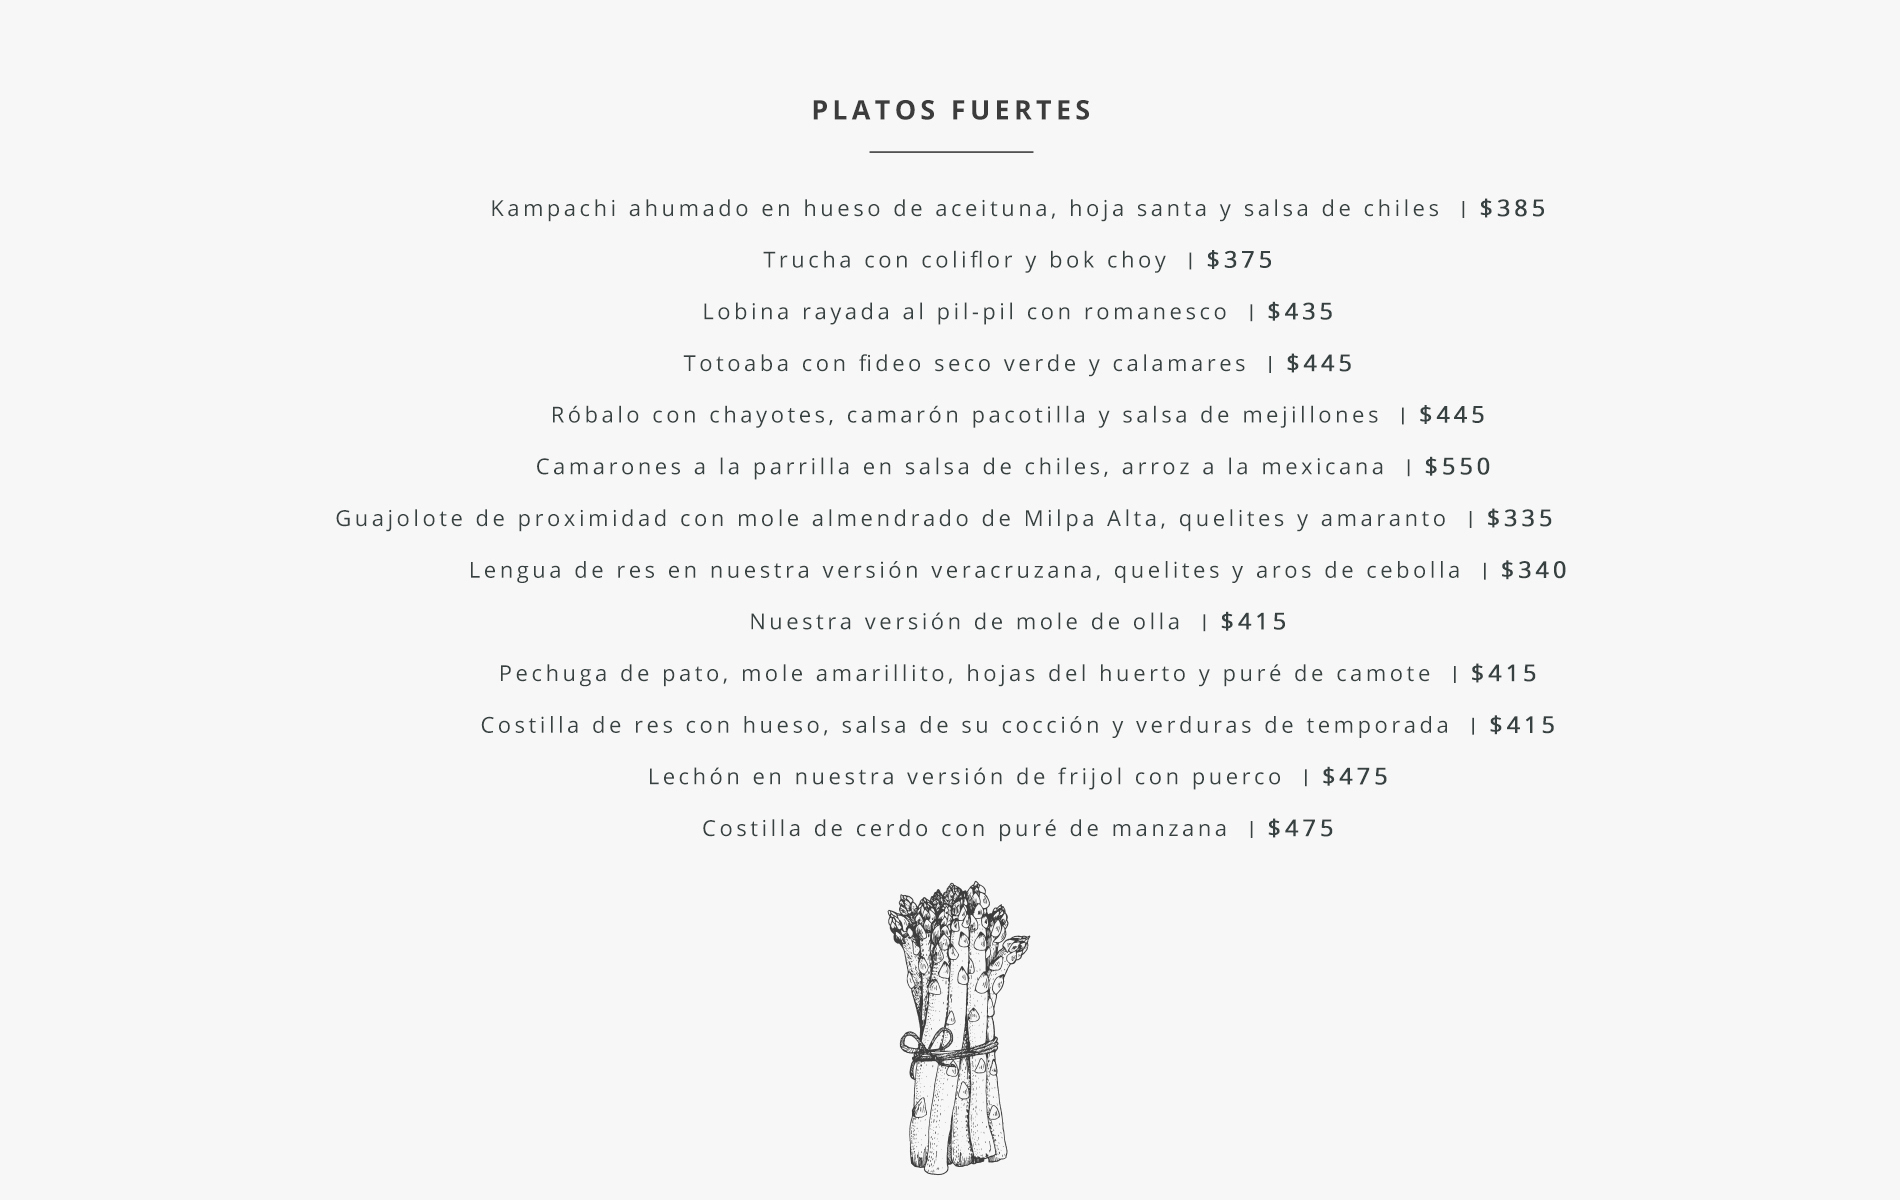 PLATOS FUERTES
Kampachi ahumado en hueso de aceituna, hoja santa y salsa de chiles | $385
Trucha con coliflor y bok choy | $375
Lobina rayada al pil-pil con romanesco | $435
Totoaba con fideo seco verde y calamares | $445
Róbalo con chayotes, camarón pacotilla y salsa de mejillones | $445
Camarones a la parrilla en salsa de chiles, arroz a la mexicana | $550
Guajolote de proximidad con mole almendrado de Milpa Alta, quelites y amaranto | $335
Lengua de res en nuestra versión veracruzana, quelites y aros de cebolla | $340
Nuestra versión de mole de olla | $415
Pechuga de pato, mole amarillito, hojas del huerto y puré de camote | $415
Costilla de res con hueso, salsa de su cocción y verduras de temporada | $415
Lechón en nuestra versión de frijol con puerco | $475
Costilla de cerdo con puré de manzana | $475